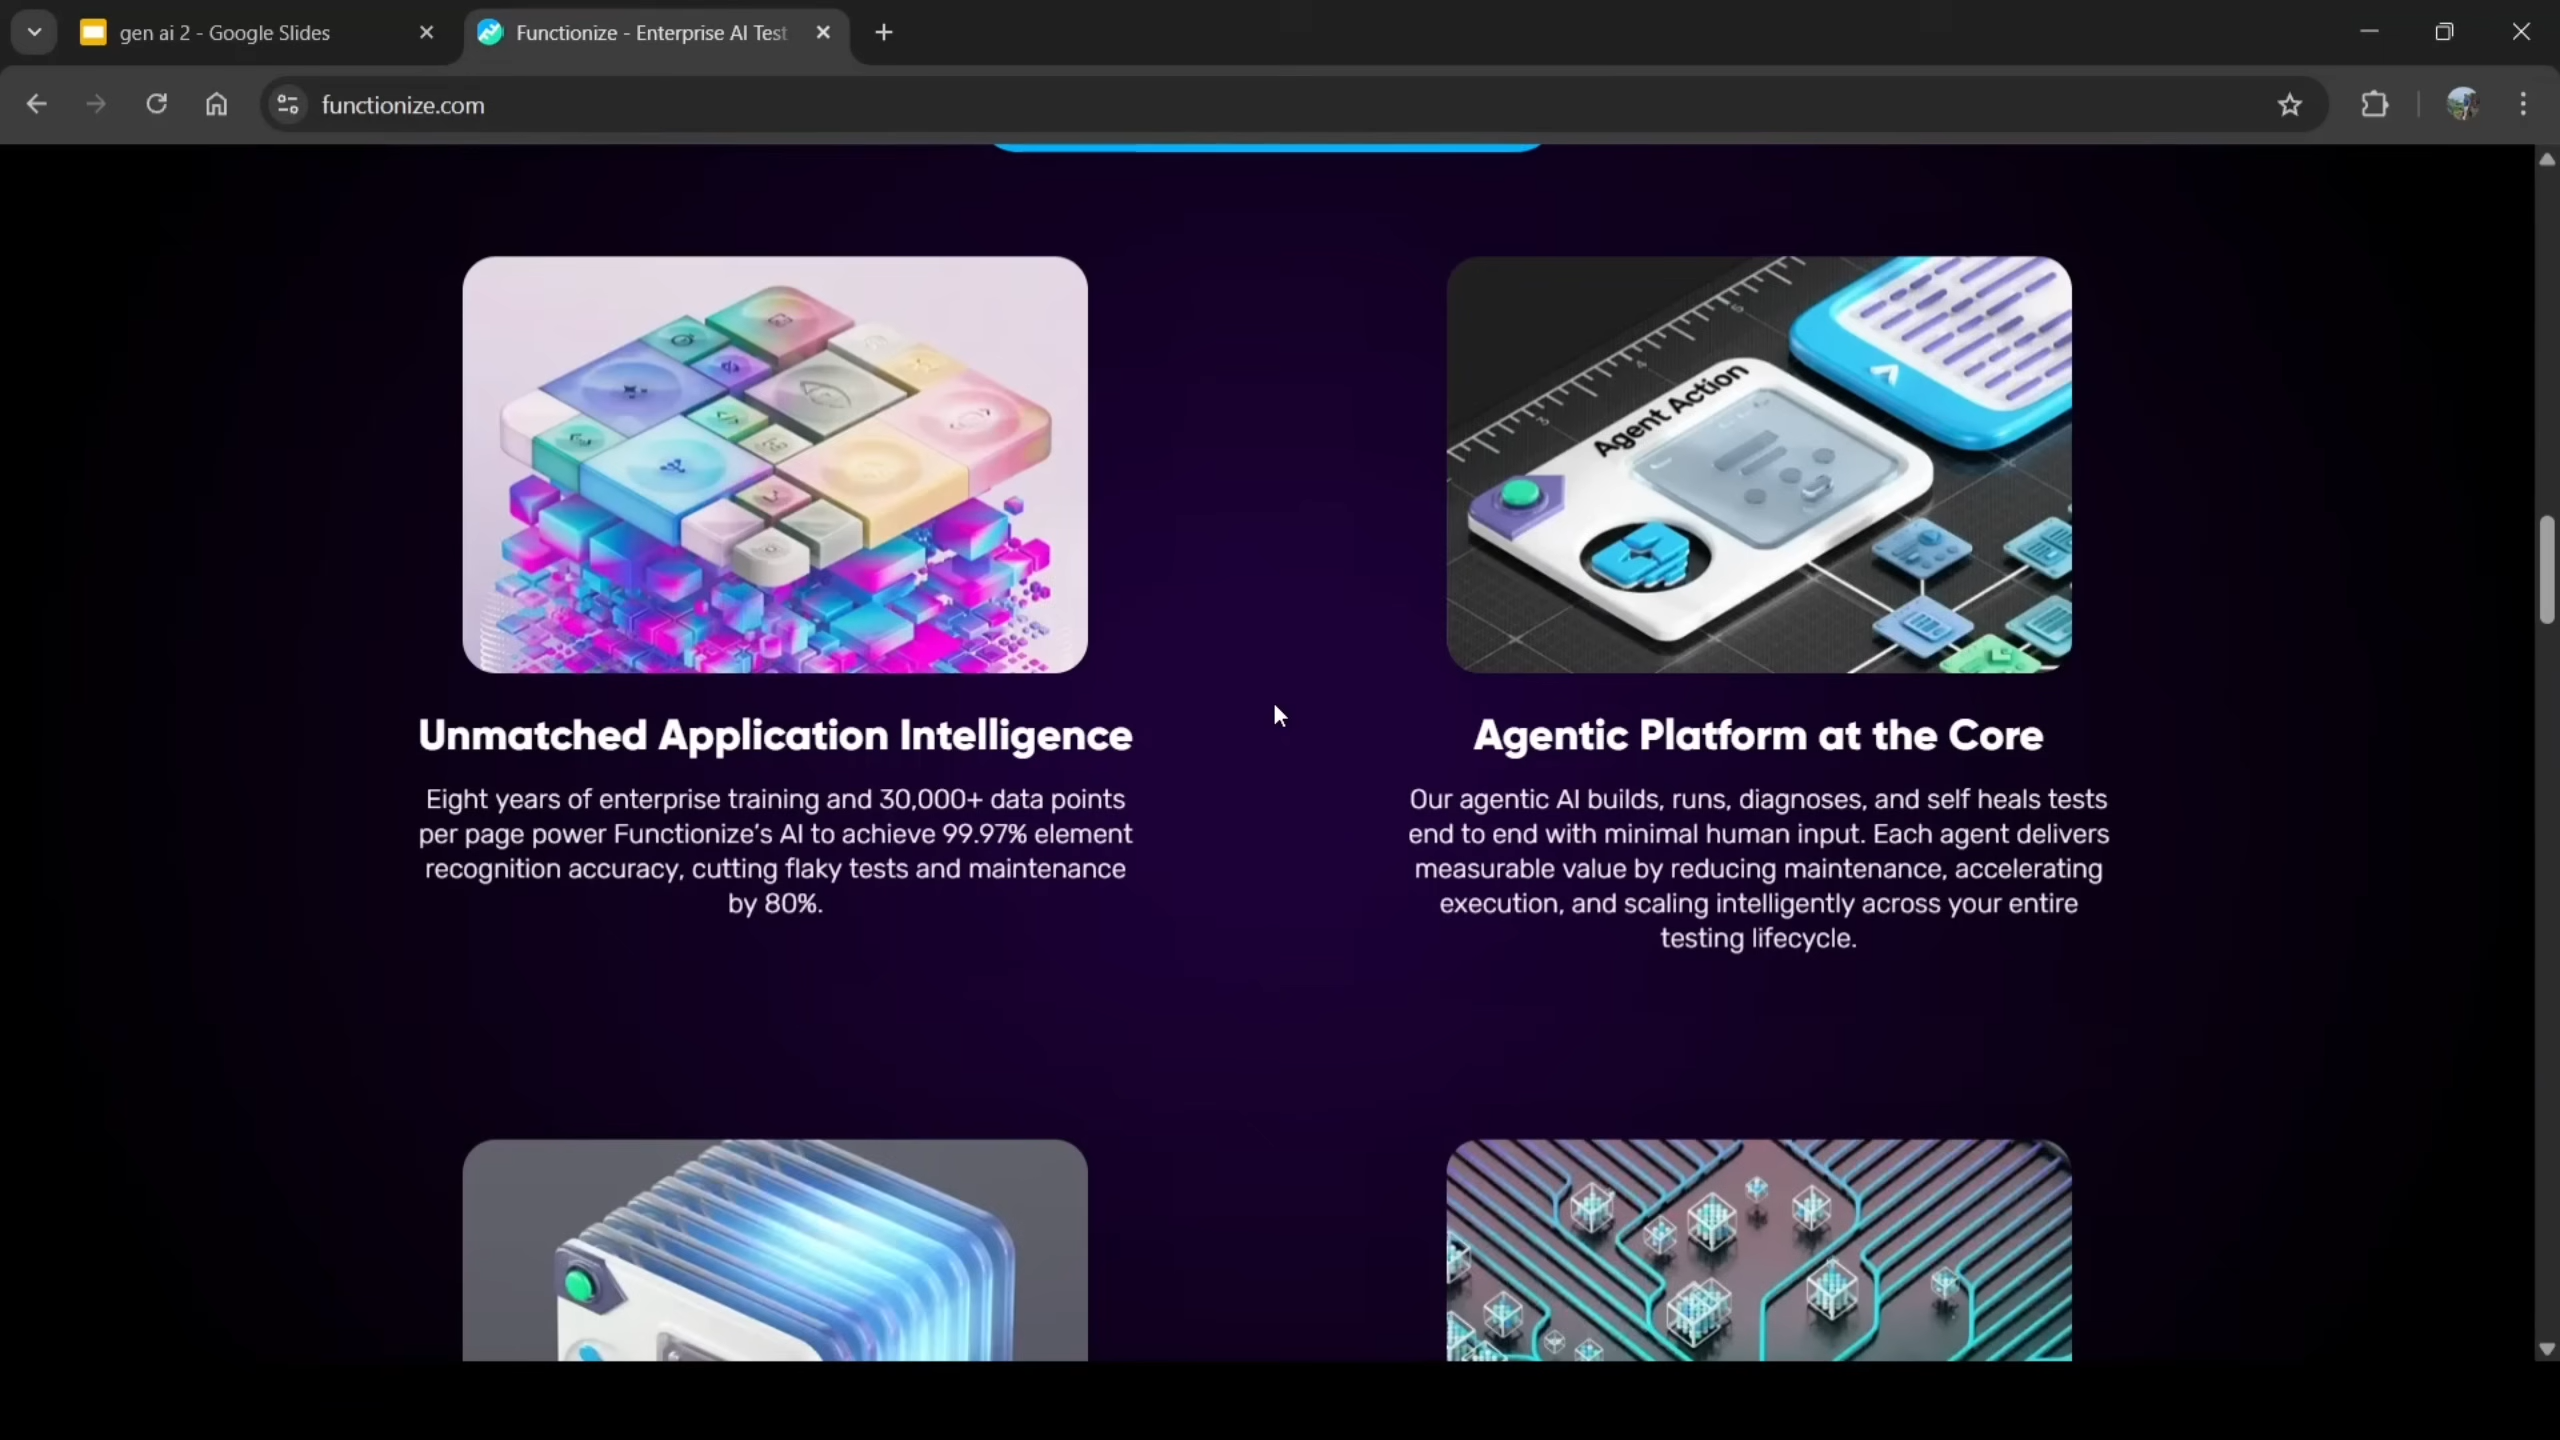 gen ai 2 - Google Slides
Functionize - Enterprise AI Test
functionize.com
Agent Action
Unmatched Application Intelligence
Eight years of enterprise training and 30,000+ data points
per page power Functionize's AI to achieve 99.97% element
recognition accuracy, cutting flaky tests and maintenance
by 80%.
Agentic Platform at the Core
Our agentic AI builds, runs, diagnoses, and self heals tests
end to end with minimal human input. Each agent delivers
measurable value by reducing maintenance, accelerating
execution, and scaling intelligently across your entire
testing lifecycle.